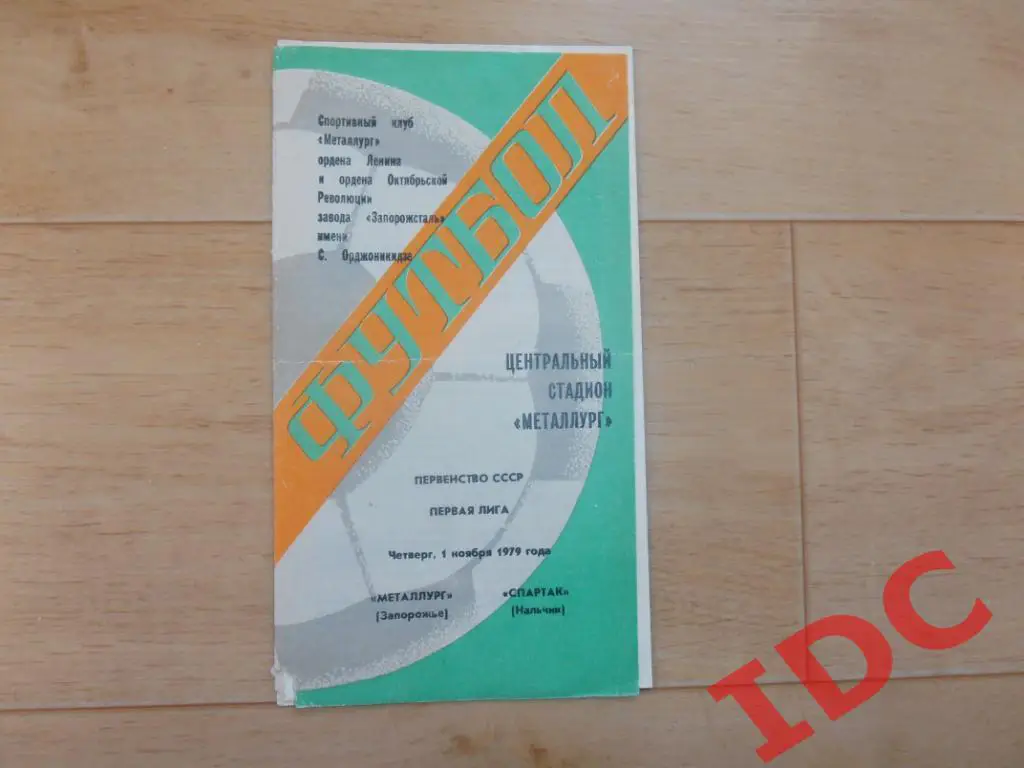 Спортивный клуб
«Металлург»
ордена Ленина
и ордена Октябрьской
Революции
завода «Запорожсталь»
имени
С. Орджоникидзе
ФУТБОЛ
ЦЕНТРАЛЬНЫЙ
СТАДИОН
«МЕТАЛЛУРГ»
ПЕРВЕНСТВО СССР
ПЕРВАЯ ЛИГА
Четверг, 1 ноября 1979 года
«МЕТАЛЛУРГ» «СПАРТАК»
(Запорожье) (Нальчик)
IDC